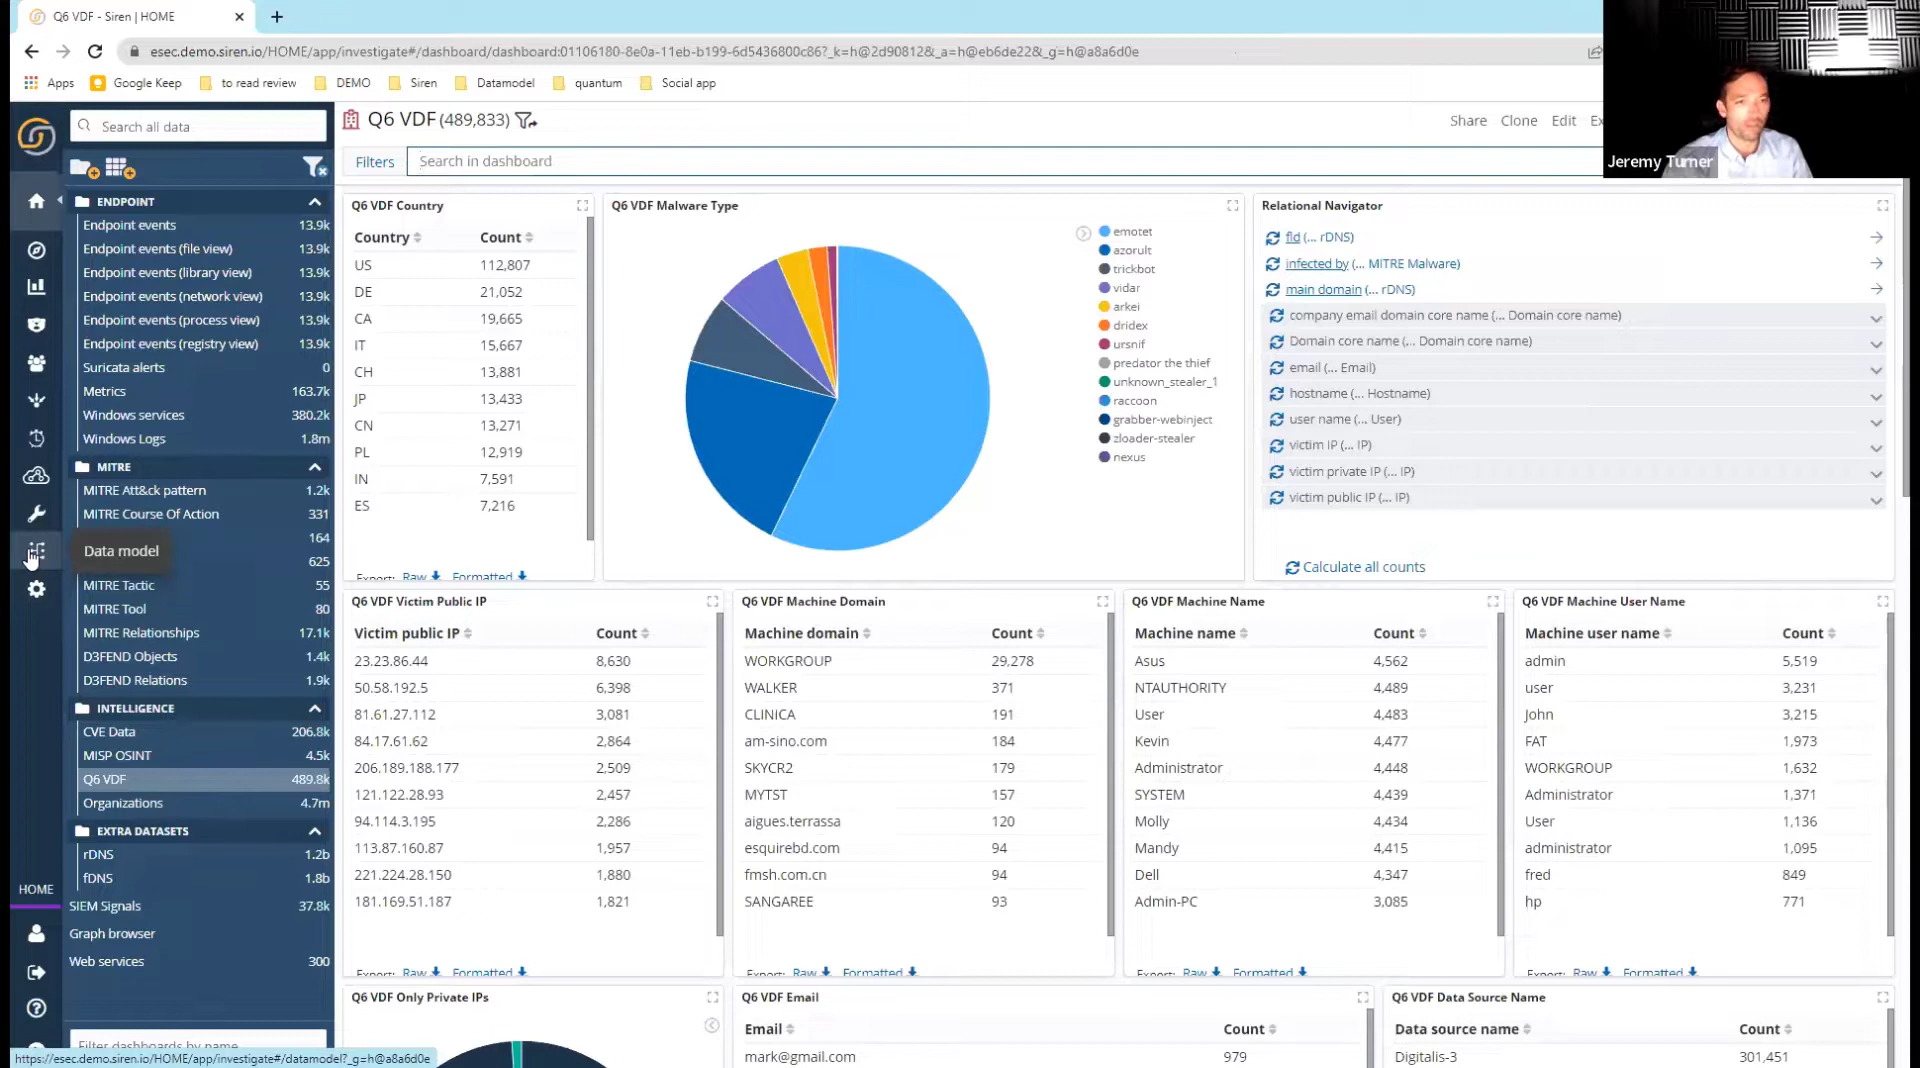 Q6 VDF - Siren | HOME
esec.demo.siren.io/HOME/app/investigate#/dashboard/dashboard:01106180-8e0a-11eb-b199-6d5436800c86?_k=h@2d90812&_a=h@eb6de22&_g=h@a8a6d0e
Apps
Google Keep
to read review
DEMO
Siren
Datamodel
quantum
Social app
Jeremy Turner
Search all data
Q6 VDF (489,833)
Share
Clone
Edit
Filters
Search in dashboard
ENDPOINT
Endpoint events 13.9k
Endpoint events (file view) 13.9k
Endpoint events (library view) 13.9k
Endpoint events (network view) 13.9k
Endpoint events (process view) 13.9k
Endpoint events (registry view) 13.9k
Suricata alerts 0
Metrics 163.7k
Windows services 380.2k
Windows Logs 1.8m
MITRE
MITRE Att&ck pattern 1.2k
MITRE Course Of Action 331
164
Data model
625
MITRE Tactic 55
MITRE Tool 80
MITRE Relationships 17.1k
D3FEND Objects 1.4k
D3FEND Relations 1.9k
INTELLIGENCE
CVE Data 206.8k
MISP OSINT 4.5k
Q6 VDF 489.8k
Organizations 4.7m
EXTRA DATASETS
rDNS 1.2b
fDNS 1.8b
HOME
SIEM Signals 37.8k
Graph browser
Web services 300
Filter dashboards by name
https://esec.demo.siren.io/HOME/app/investigate#/datamodel?_g=h@a8a6d0e
Q6 VDF Country
Country Count
US 112,807
DE 21,052
CA 19,665
IT 15,667
CH 13,881
JP 13,433
CN 13,271
PL 12,919
IN 7,591
ES 7,216
Export: Raw Formatted
Q6 VDF Malware Type
emotet
azorult
trickbot
vidar
arkei
dridex
ursnif
predator the thief
unknown_stealer_1
raccoon
grabber-webinject
zloader-stealer
nexus
Relational Navigator
fld (... rDNS)
infected by (... MITRE Malware)
main domain (... rDNS)
company email domain core name (... Domain core name)
Domain core name (... Domain core name)
email (... Email)
hostname (... Hostname)
user name (... User)
victim IP (... IP)
victim private IP (... IP)
victim public IP (... IP)
Calculate all counts
Q6 VDF Victim Public IP
Victim public IP Count
23.23.86.44 8,630
50.58.192.5 6,398
81.61.27.112 3,081
84.17.61.62 2,864
206.189.188.177 2,509
121.122.28.93 2,457
94.114.3.195 2,286
113.87.160.87 1,957
221.224.28.150 1,880
181.169.51.187 1,821
Export: Raw Formatted
Q6 VDF Machine Domain
Machine domain Count
WORKGROUP 29,278
WALKER 371
CLINICA 191
am-sino.com 184
SKYCR2 179
MYTST 157
aigues.terrassa 120
esquirebd.com 94
fmsh.com.cn 94
SANGAREE 93
Export: Raw Formatted
Q6 VDF Machine Name
Machine name Count
Asus 4,562
NTAUTHORITY 4,489
User 4,483
Kevin 4,477
Administrator 4,448
SYSTEM 4,439
Molly 4,434
Mandy 4,415
Dell 4,347
Admin-PC 3,085
Export: Raw Formatted
Q6 VDF Machine User Name
Machine user name Count
admin 5,519
user 3,231
John 3,215
FAT 1,973
WORKGROUP 1,632
Administrator 1,371
User 1,136
administrator 1,095
fred 849
hp 771
Export: Raw Formatted
Q6 VDF Only Private IPs
Q6 VDF Email
Email Count
mark@gmail.com 979
Q6 VDF Data Source Name
Data source name Count
Digitalis-3 301,451